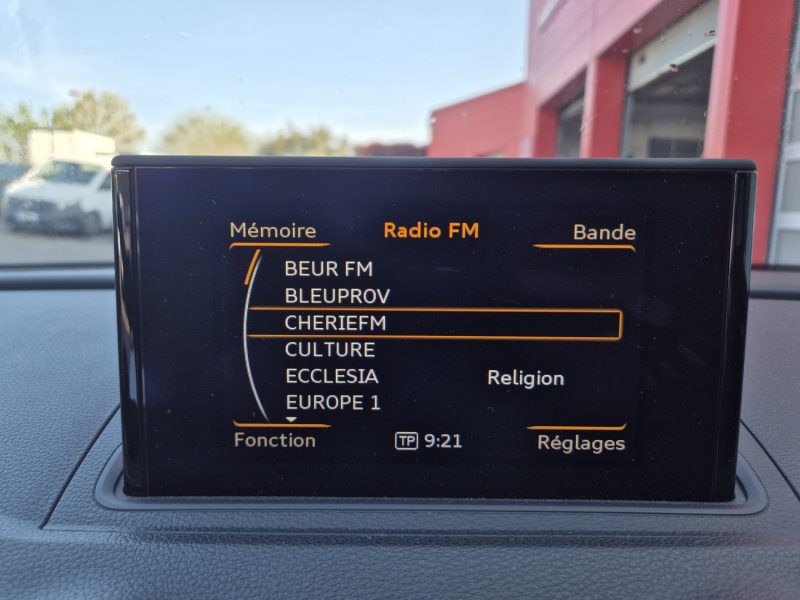 Mémoire Radio FM Bande
BEUR FM
BLEUPROV
CHERIEFM
CULTURE
ECCLESIA Religion
EUROPE 1
Fonction TP 9:21 Réglages